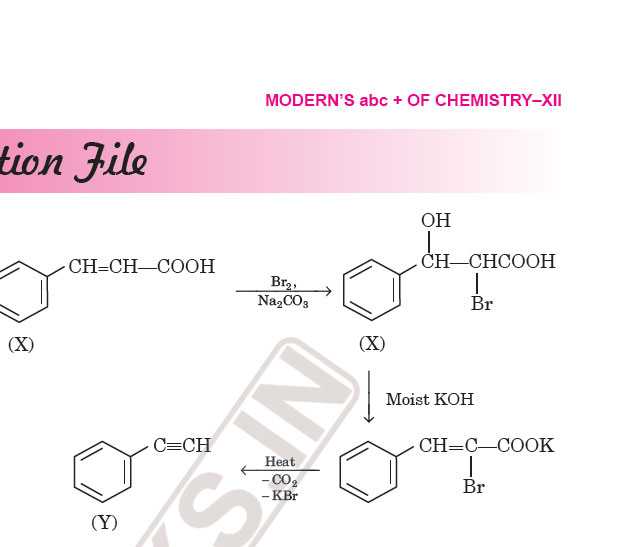 MODERN'S abc + OF CHEMISTRY–XII
tion File
OH
CH=CH—COOH
Br₂,
Na₂CO₃
CH—CHCOOH
Br
(X)
(X)
Moist KOH
C≡CH
Heat
–CO₂
–KBr
CH=C—COOK
Br
(Y)
S.IN